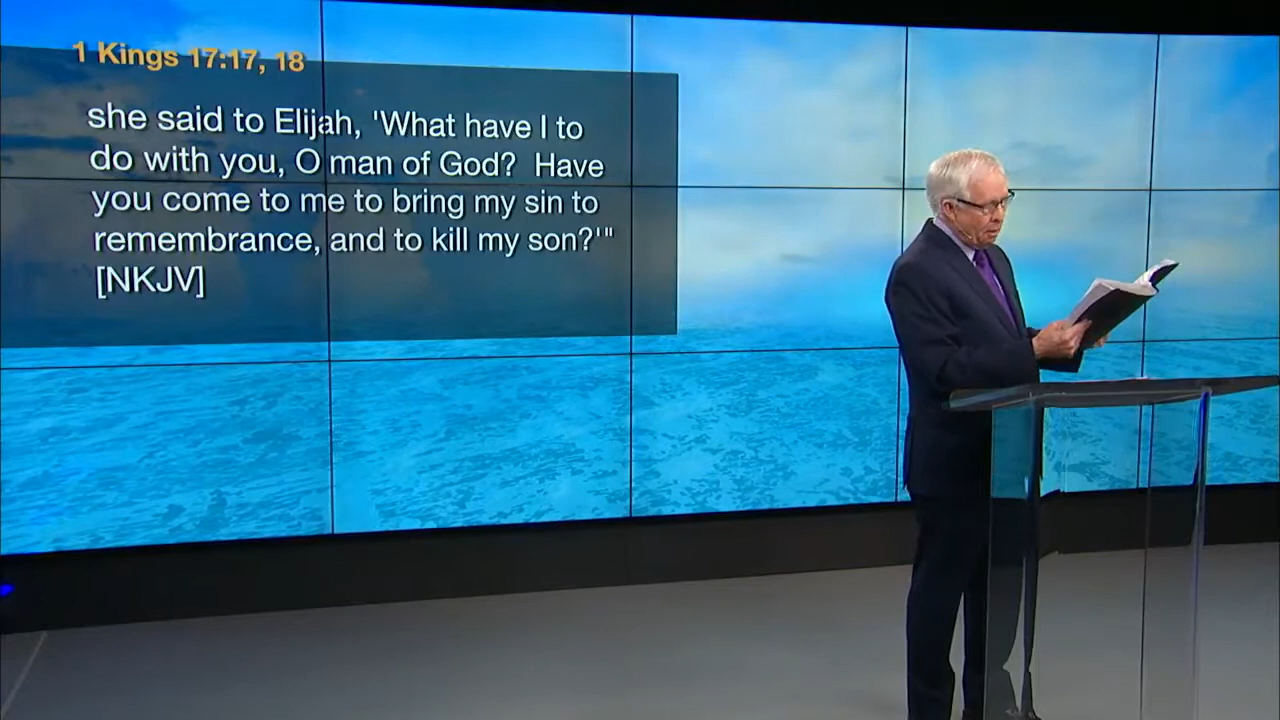 1 Kings 17:17, 18
she said to Elijah, 'What have I to
do with you, O man of God?  Have
you come to me to bring my sin to
remembrance, and to kill my son?'"
[NKJV]